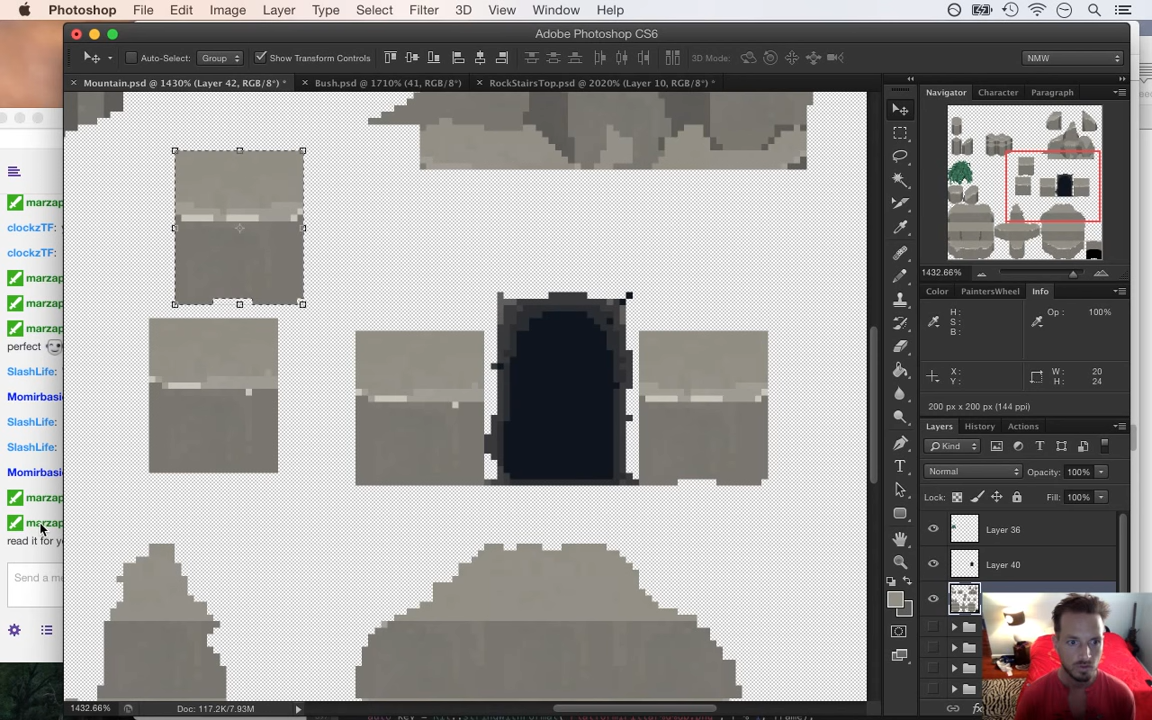 Photoshop File Edit Image Layer Type Select Filter 3D View Window Help
Adobe Photoshop CS6
Auto-Select: Group Show Transform Controls 3D Mode: NMW
Mountain.psd @ 1430% (Layer 42, RGB/8*) * Bush.psd @ 1710% (41, RGB/8*) RockStairsTop.psd @ 2020% (Layer 10, RGB/8*) *
Navigator Character Paragraph
marzap
clockzTF:
clockzTF:
marzap
marzap
marzap
perfect
SlashLife:
Momirbasi
SlashLife:
SlashLife:
Momirbasi
marzap
marzap
read it for yo
Send a me
1432.66%
Color PaintersWheel Info
H:
S:
B:
Op: 100%
X:
Y:
W: 20
H: 24
200 px x 200 px (144 ppi)
Layers History Actions
Kind
Normal Opacity: 100%
Lock: Fill: 100%
Layer 36
Layer 40
fx
1432.66% Doc: 117.2K/7.93M